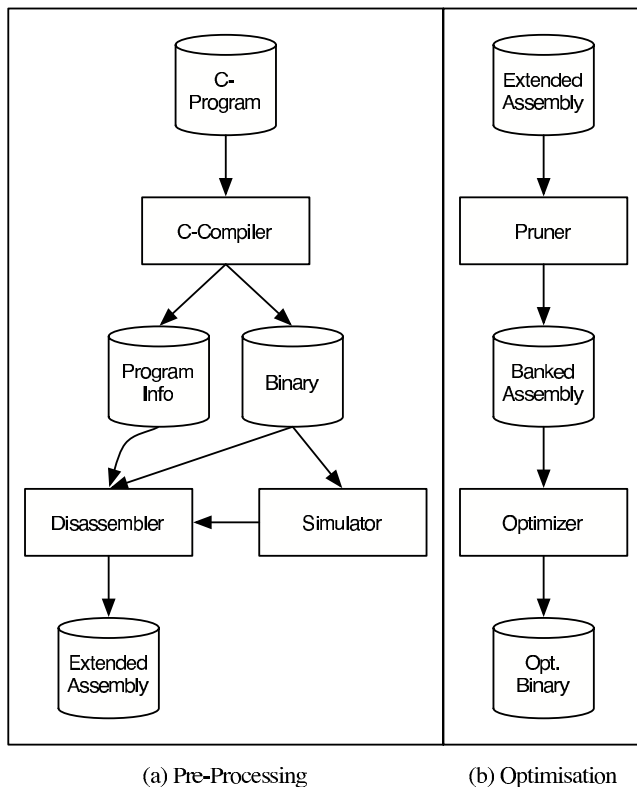 C-
Program
C-Compiler
Program
Info
Binary
Disassembler
Simulator
Extended
Assembly
(a) Pre-Processing
Extended
Assembly
Pruner
Banked
Assembly
Optimizer
Opt.
Binary
(b) Optimisation